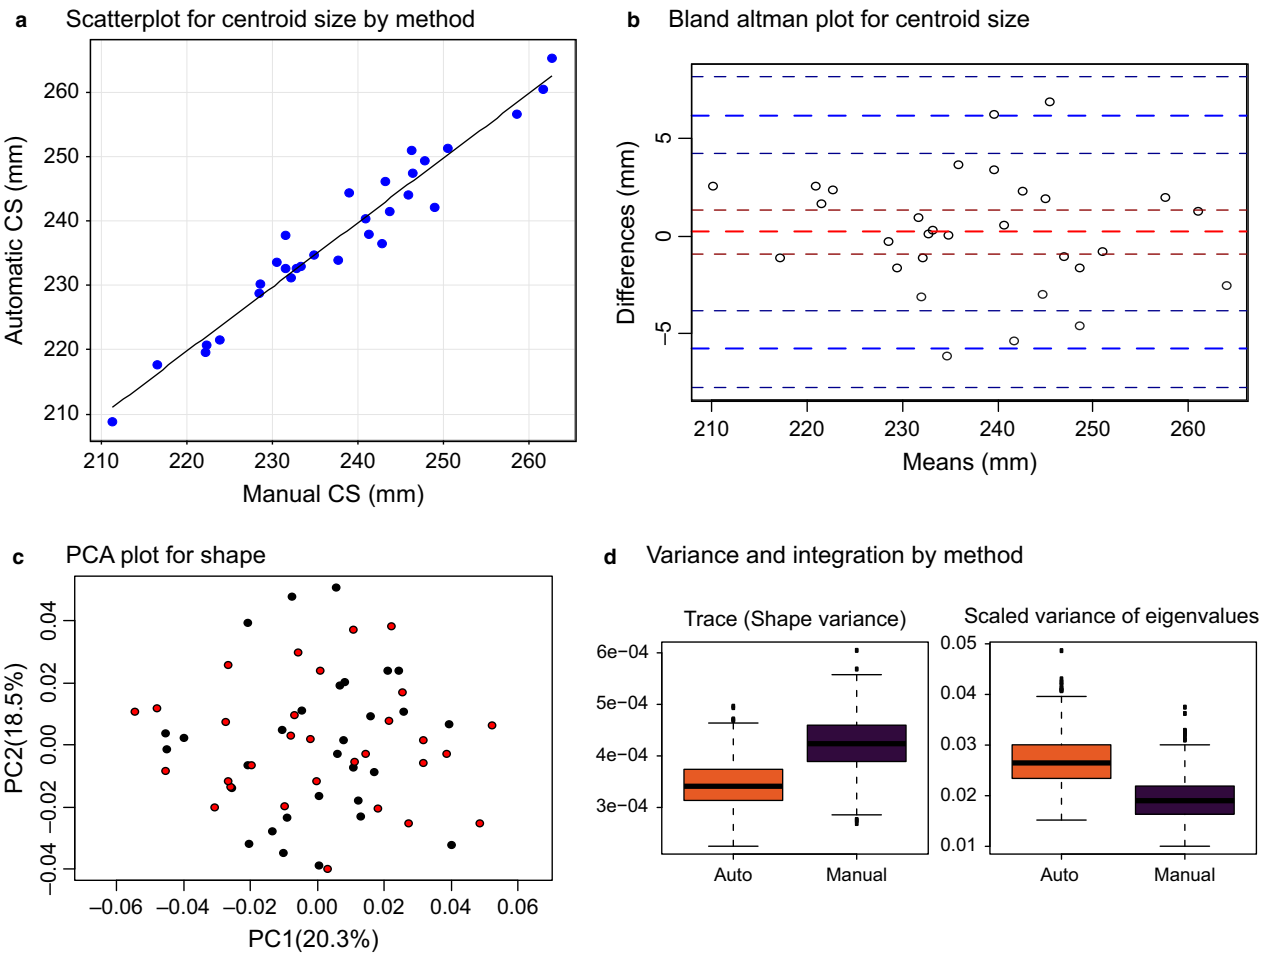 a Scatterplot for centroid size by method
Automatic CS (mm)
260
250
240
230
220
210
210 220 230 240 250 260
Manual CS (mm)
b Bland altman plot for centroid size
Differences (mm)
5
0
−5
210 220 230 240 250 260
Means (mm)
c PCA plot for shape
PC2(18.5%)
0.04
0.02
0.00
−0.02
−0.04
−0.06 −0.04 −0.02 0.00 0.02 0.04 0.06
PC1(20.3%)
d Variance and integration by method
Trace (Shape variance)
6e−04
5e−04
4e−04
3e−04
Auto Manual
Scaled variance of eigenvalues
0.05
0.04
0.03
0.02
0.01
Auto Manual